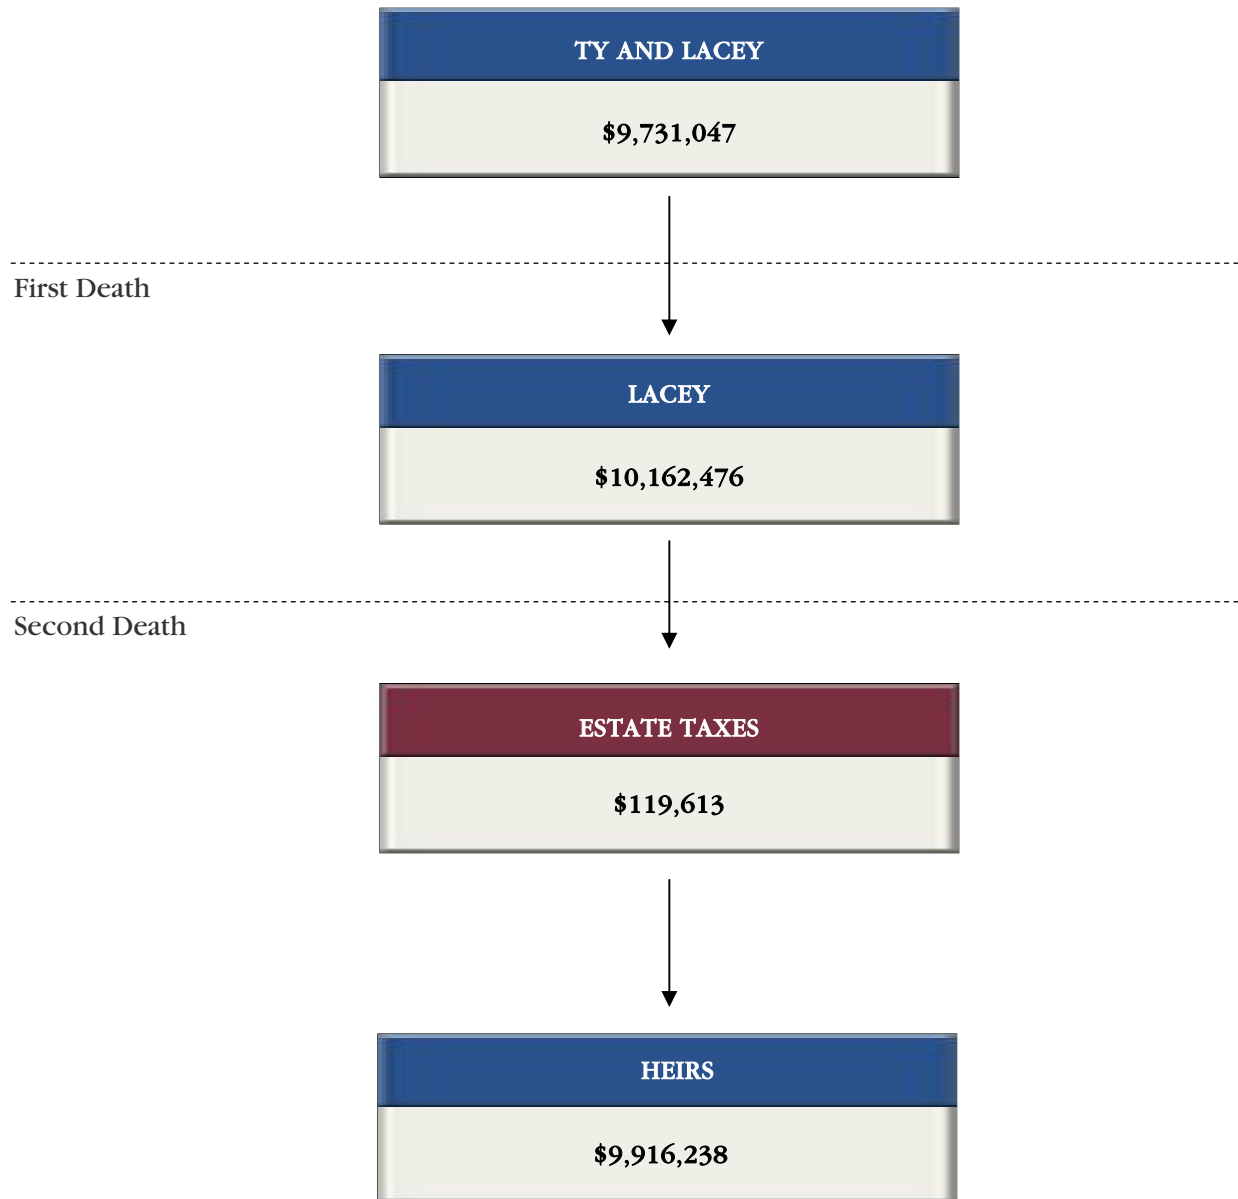 TY AND LACEY
$9,731,047
First Death
LACEY
$10,162,476
Second Death
ESTATE TAXES
$119,613
HEIRS
$9,916,238